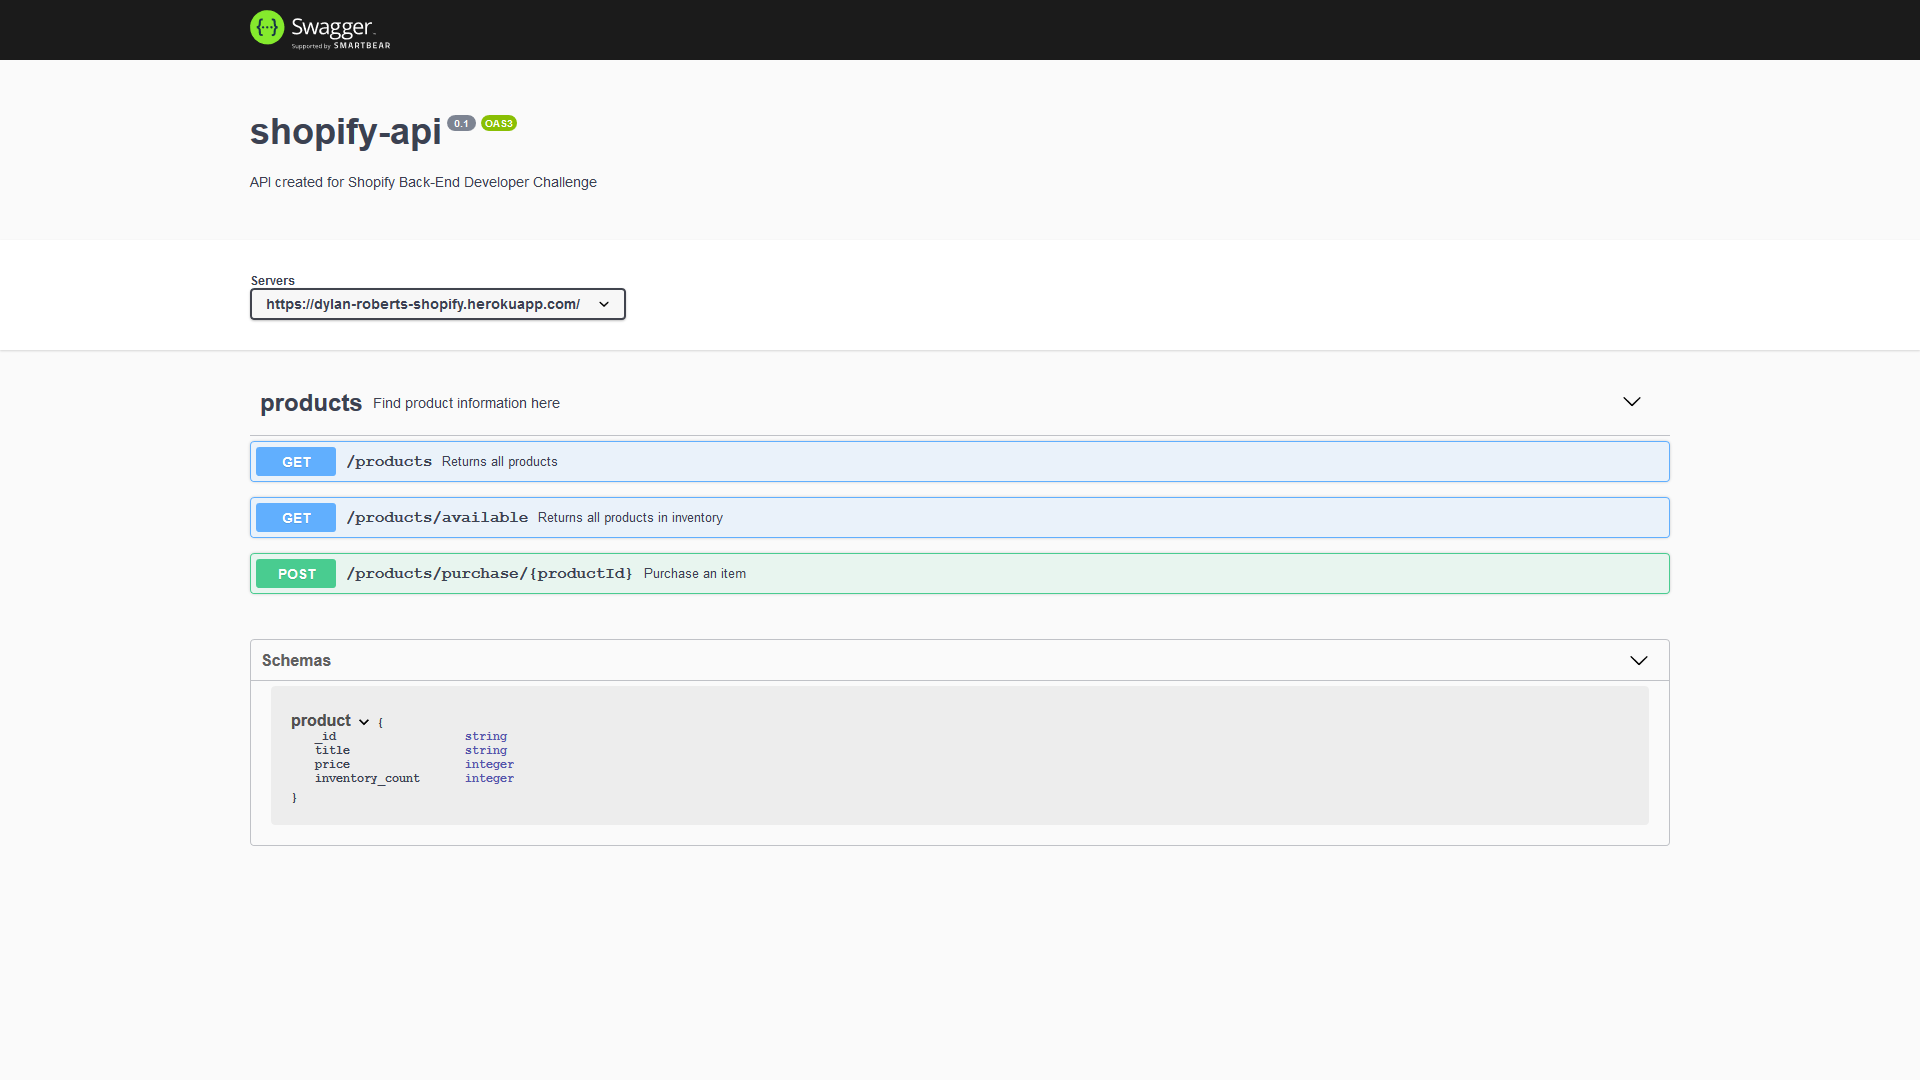 {···} Swagger
Supported by SMARTBEAR
shopify-api 0.1 OAS3
API created for Shopify Back-End Developer Challenge
Servers
https://dylan-roberts-shopify.herokuapp.com/
products Find product information here
GET /products Returns all products
GET /products/available Returns all products in inventory
POST /products/purchase/{productId} Purchase an item
Schemas
product {
_id string
title string
price integer
inventory_count integer
}